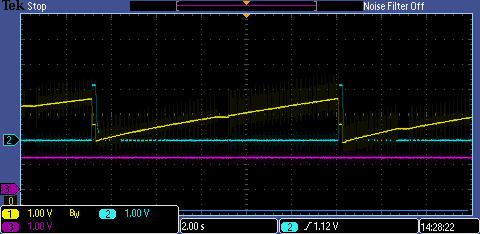 Tek Stop
Noise Filter Off
2
3
0
1 1.00 V BW 2 1.00 V
3 1.00 V
2.00 s
2 1.12 V
14:28:22